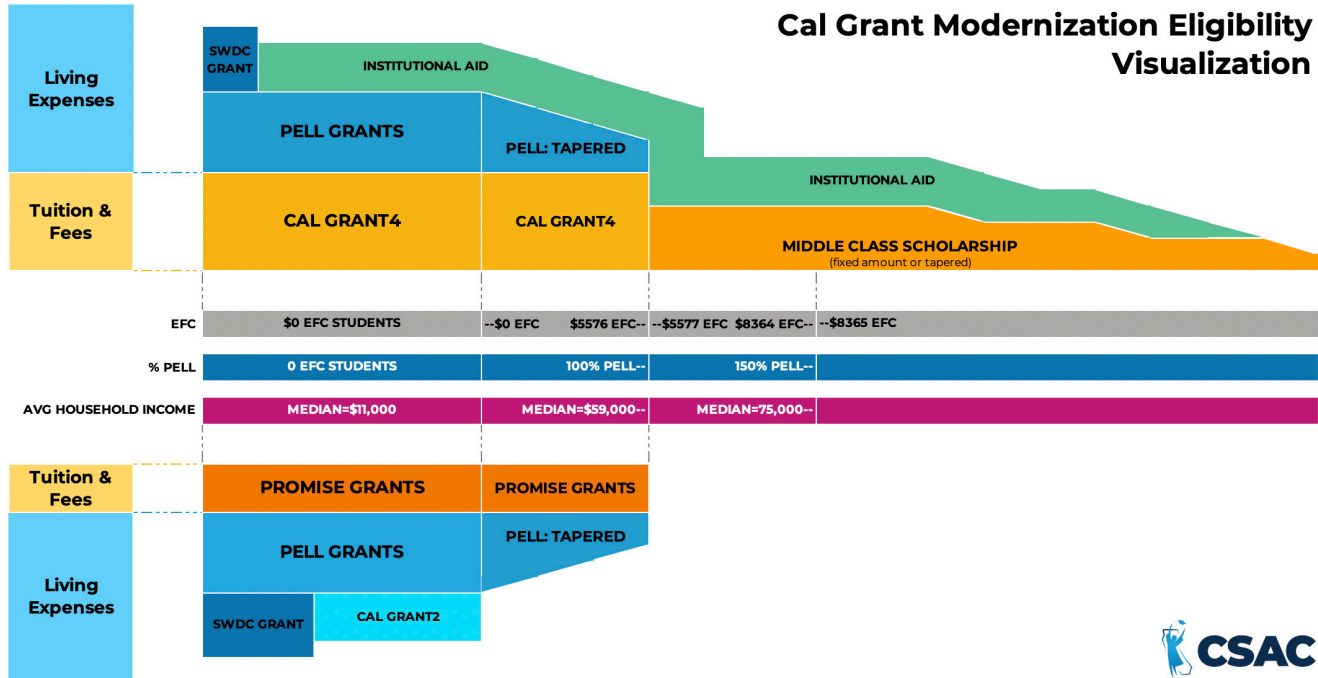 Cal Grant Modernization Eligibility
Visualization
Living
Expenses
SWDC
GRANT
INSTITUTIONAL AID
PELL GRANTS
PELL: TAPERED
INSTITUTIONAL AID
Tuition &
Fees
CAL GRANT4
CAL GRANT4
MIDDLE CLASS SCHOLARSHIP
(fixed amount or tapered)
EFC
$0 EFC STUDENTS
--$0 EFC
$5576 EFC--
--$5577 EFC
$8364 EFC--
--$8365 EFC
% PELL
0 EFC STUDENTS
100% PELL--
150% PELL--
AVG HOUSEHOLD INCOME
MEDIAN=$11,000
MEDIAN=$59,000--
MEDIAN=75,000--
Tuition &
Fees
PROMISE GRANTS
PROMISE GRANTS
PELL GRANTS
PELL: TAPERED
Living
Expenses
SWDC GRANT
CAL GRANT2
CSAC